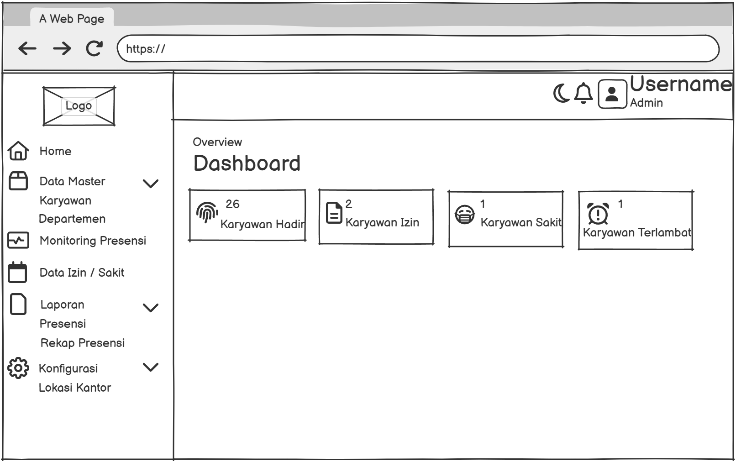 A Web Page
https://
Username
Admin
Logo
Home
Data Master
Karyawan
Departemen
Monitoring Presensi
Data Izin / Sakit
Laporan
Presensi
Rekap Presensi
Konfigurasi
Lokasi Kantor
Overview
Dashboard
26
Karyawan Hadir
2
Karyawan Izin
1
Karyawan Sakit
1
Karyawan Terlambat